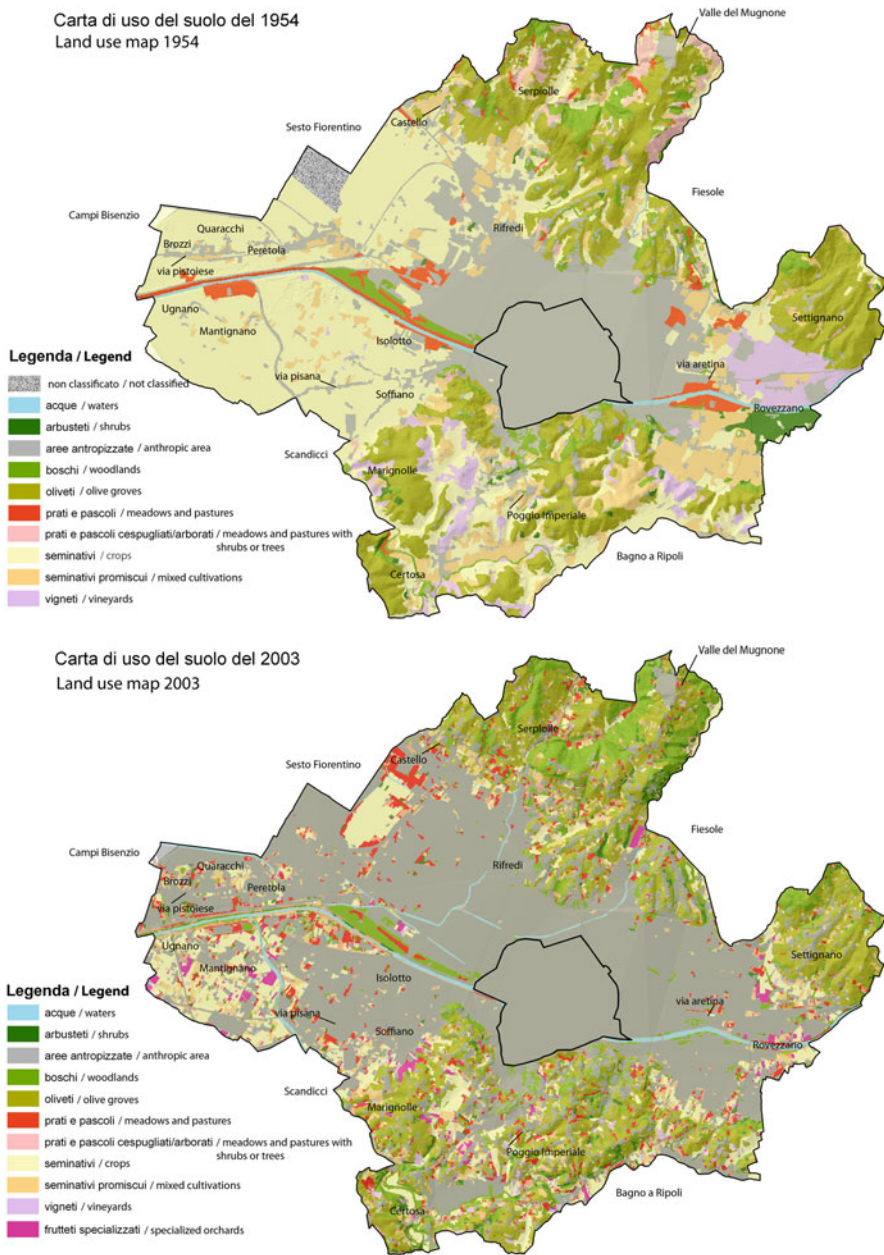 Carta di uso del suolo del 1954
Land use map 1954
Valle del Mugnone
Serpiolle
Castello
Sesto Fiorentino
Fiesole
Campi Bisenzio
Quaracchi
Rifredi
Brozzi
Peretola
via pistoiese
Settignano
Ugnano
Mantignano
Isolotto
via aretina
via pisana
Soffiano
Rovezzano
Scandicci
Marignolle
Poggio Imperiale
Bagno a Ripoli
Certosa
Legenda / Legend
non classificato / not classified
acque / waters
arbusteti / shrubs
aree antropizzate / anthropic area
boschi / woodlands
oliveti / olive groves
prati e pascoli / meadows and pastures
prati e pascoli cespugliati/arborati / meadows and pastures with
shrubs or trees
seminativi / crops
seminativi promiscui / mixed cultivations
vigneti / vineyards
Carta di uso del suolo del 2003
Land use map 2003
Valle del Mugnone
Serpiolle
Castello
Sesto Fiorentino
Fiesole
Campi Bisenzio
Quaracchi
Rifredi
Brozzi
Peretola
via pistoiese
Ugnano
Settignano
Mantignano
Isolotto
via aretina
via pisana
Soffiano
Rovezzano
Scandicci
Marignolle
Poggio Imperiale
Bagno a Ripoli
Certosa
Legenda / Legend
acque / waters
arbusteti / shrubs
aree antropizzate / anthropic area
boschi / woodlands
oliveti / olive groves
prati e pascoli / meadows and pastures
prati e pascoli cespugliati/arborati / meadows and pastures with
shrubs or trees
seminativi / crops
seminativi promiscui / mixed cultivations
vigneti / vineyards
frutteti specializzati / specialized orchards